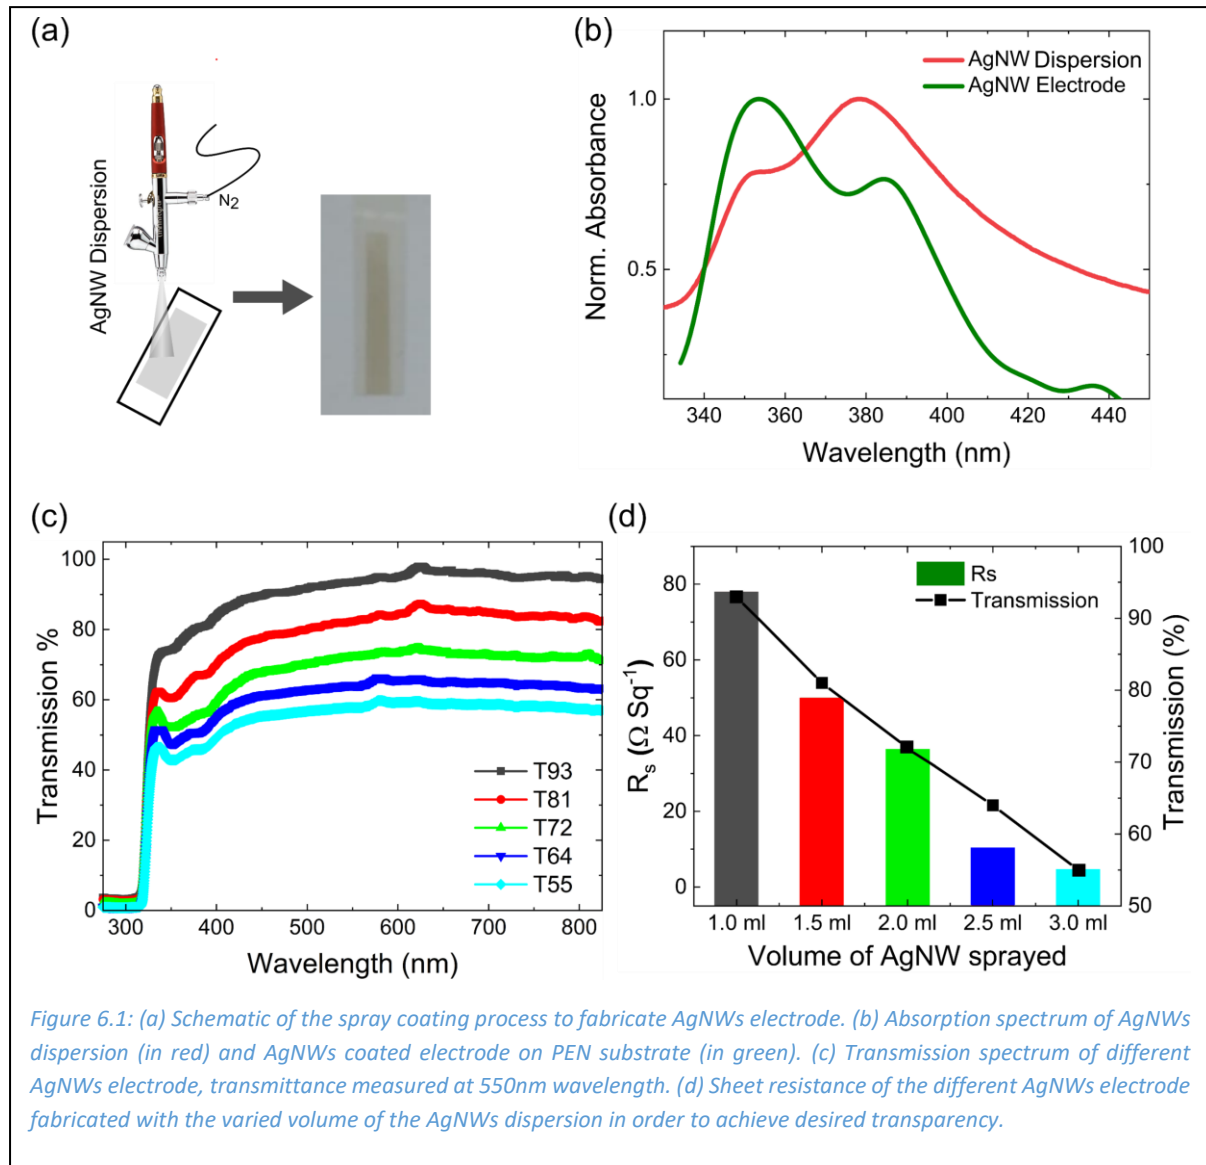 (a)
AgNW Dispersion
N2
(b)
AgNW Dispersion
AgNW Electrode
Norm. Absorbance
1.0
0.5
340 360 380 400 420 440
Wavelength (nm)
(c)
Transmission %
100
80
60
40
20
0
T93
T81
T72
T64
T55
300 400 500 600 700 800
Wavelength (nm)
(d)
Rs
Transmission
Rs (Ω Sq-1)
80
60
40
20
0
100
90
80
70
60
50
Transmission (%)
1.0 ml 1.5 ml 2.0 ml 2.5 ml 3.0 ml
Volume of AgNW sprayed
Figure 6.1: (a) Schematic of the spray coating process to fabricate AgNWs electrode. (b) Absorption spectrum of AgNWs
dispersion (in red) and AgNWs coated electrode on PEN substrate (in green). (c) Transmission spectrum of different
AgNWs electrode, transmittance measured at 550nm wavelength. (d) Sheet resistance of the different AgNWs electrode
fabricated with the varied volume of the AgNWs dispersion in order to achieve desired transparency.